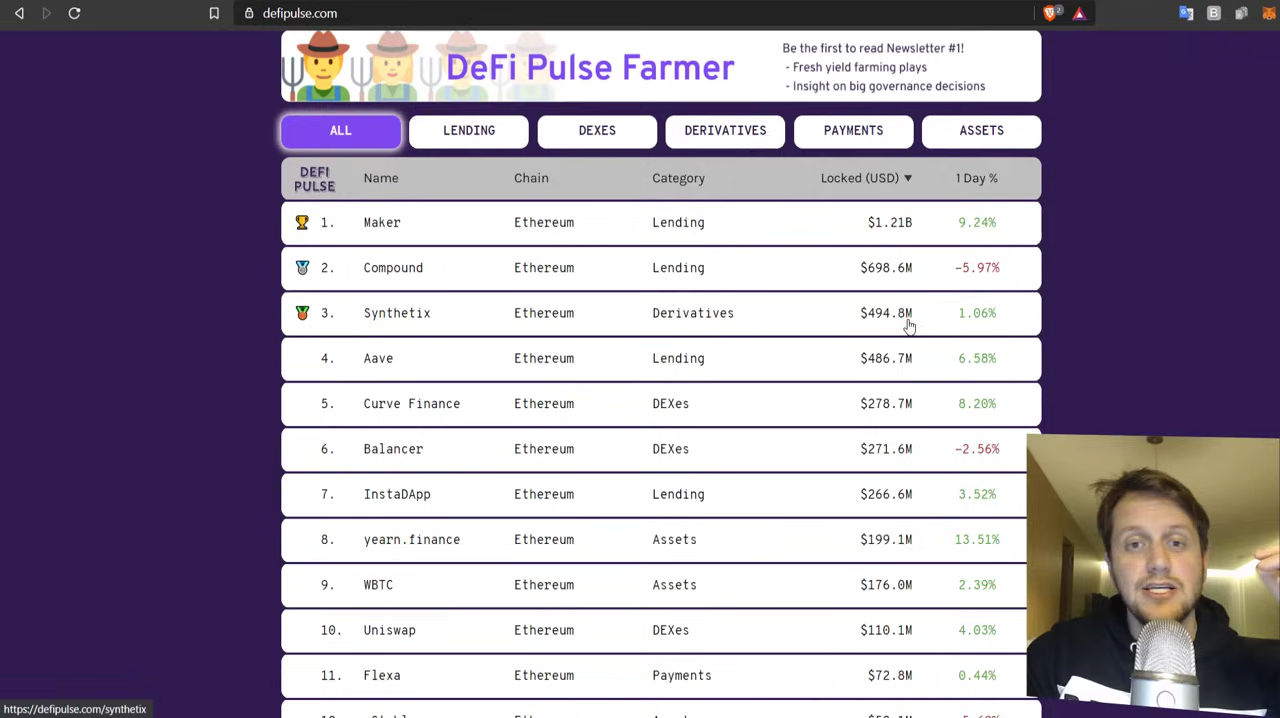 defipulse.com
2
DeFi Pulse Farmer
Be the first to read Newsletter #1!
- Fresh yield farming plays
- Insight on big governance decisions
ALL LENDING DEXES DERIVATIVES PAYMENTS ASSETS
DEFI PULSE Name Chain Category Locked (USD) ▼ 1 Day %
1. Maker Ethereum Lending $1.21B 9.24%
2. Compound Ethereum Lending $698.6M -5.97%
3. Synthetix Ethereum Derivatives $494.8M 1.06%
4. Aave Ethereum Lending $486.7M 6.58%
5. Curve Finance Ethereum DEXes $278.7M 8.20%
6. Balancer Ethereum DEXes $271.6M -2.56%
7. InstaDApp Ethereum Lending $266.6M 3.52%
8. yearn.finance Ethereum Assets $199.1M 13.51%
9. WBTC Ethereum Assets $176.0M 2.39%
10. Uniswap Ethereum DEXes $110.1M 4.03%
11. Flexa Ethereum Payments $72.8M 0.44%
https://defipulse.com/synthetix